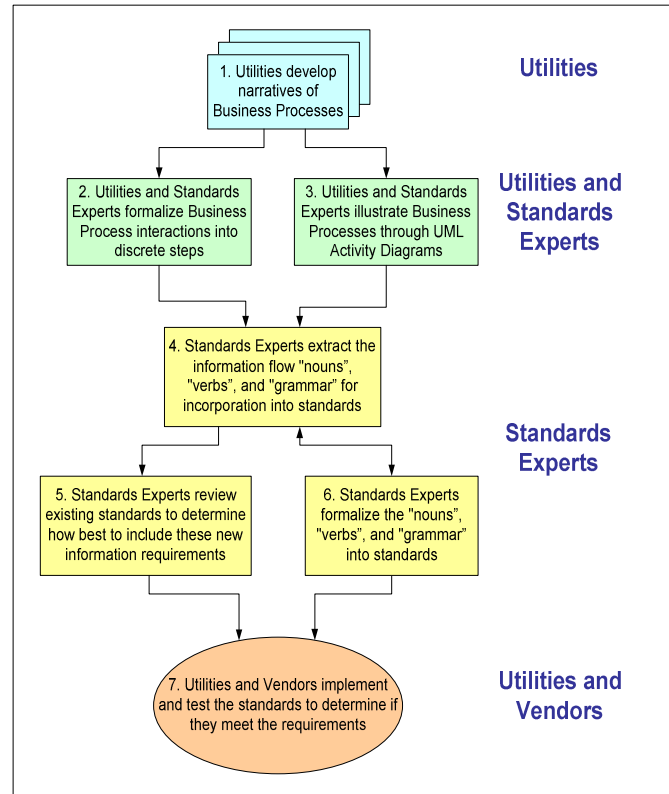 1. Utilities develop
narratives of
Business Processes
Utilities
2. Utilities and Standards
Experts formalize Business
Process interactions into
discrete steps
3. Utilities and Standards
Experts illustrate Business
Processes through UML
Activity Diagrams
Utilities and
Standards
Experts
4. Standards Experts extract the
information flow "nouns”,
"verbs”, and "grammar” for
incorporation into standards
Standards
Experts
5. Standards Experts review
existing standards to determine
how best to include these new
information requirements
6. Standards Experts
formalize the "nouns”,
"verbs”, and "grammar”
into standards
7. Utilities and Vendors implement
and test the standards to determine if
they meet the requirements
Utilities and
Vendors